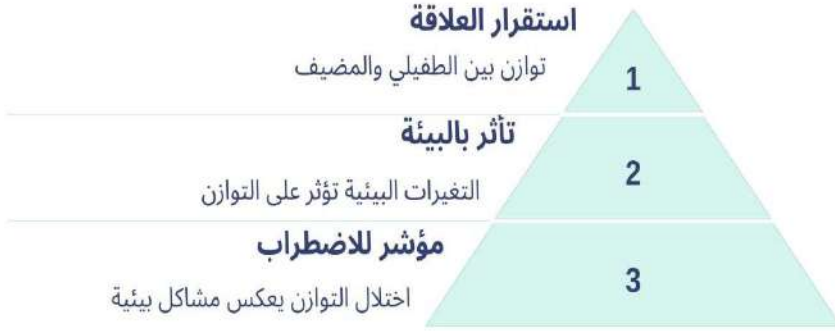 استقرار العلاقة
توازن بين الطفيلي والمضيف
1
تأثر بالبيئة
التغيرات البيئية تؤثر على التوازن
2
مؤشر للاضطراب
اختلال التوازن يعكس مشاكل بيئية
3